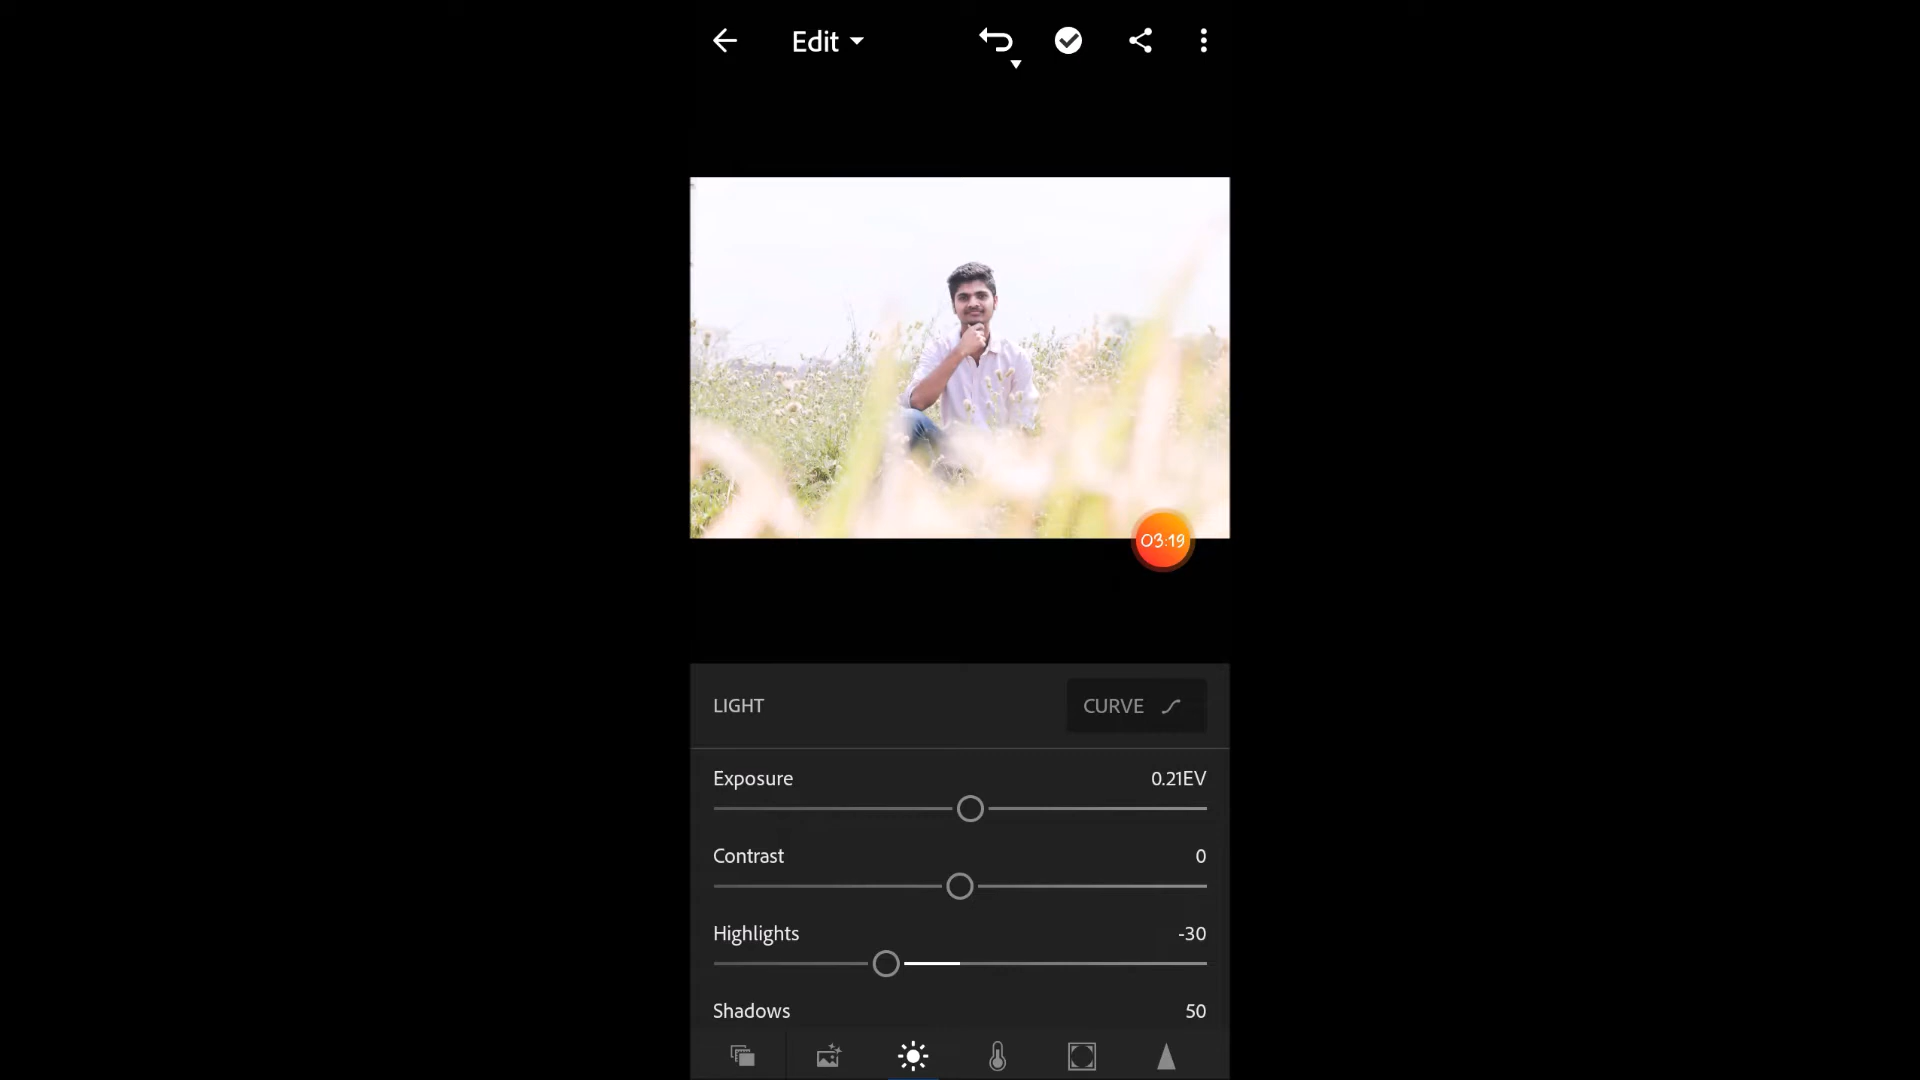 Edit
03:19
LIGHT CURVE
Exposure 0.21EV
Contrast 0
Highlights -30
Shadows 50